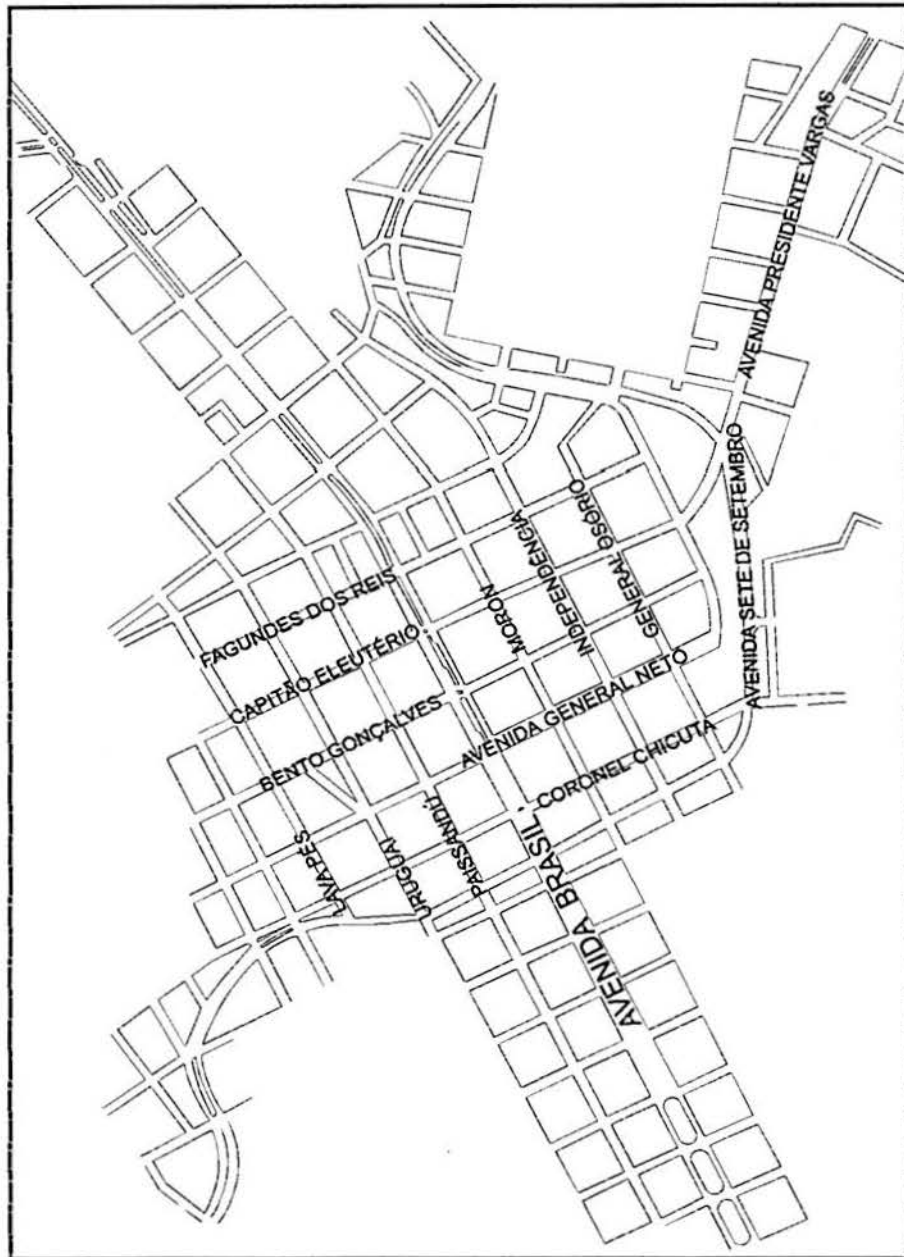 AVENIDA PRESIDENTE VARGAS
AVENIDA SETE DE SETEMBRO
GENERAL OSÓRIO
INDEPENDÊNCIA
MORON
FAGUNDES DOS REIS
CAPITÃO ELEUTÉRIO
BENTO GONÇALVES
AVENIDA GENERAL NETO
CORONEL CHICUTA
LAVA PÉS
URUGUAI
PAISSANDÚ
AVENIDA BRASIL